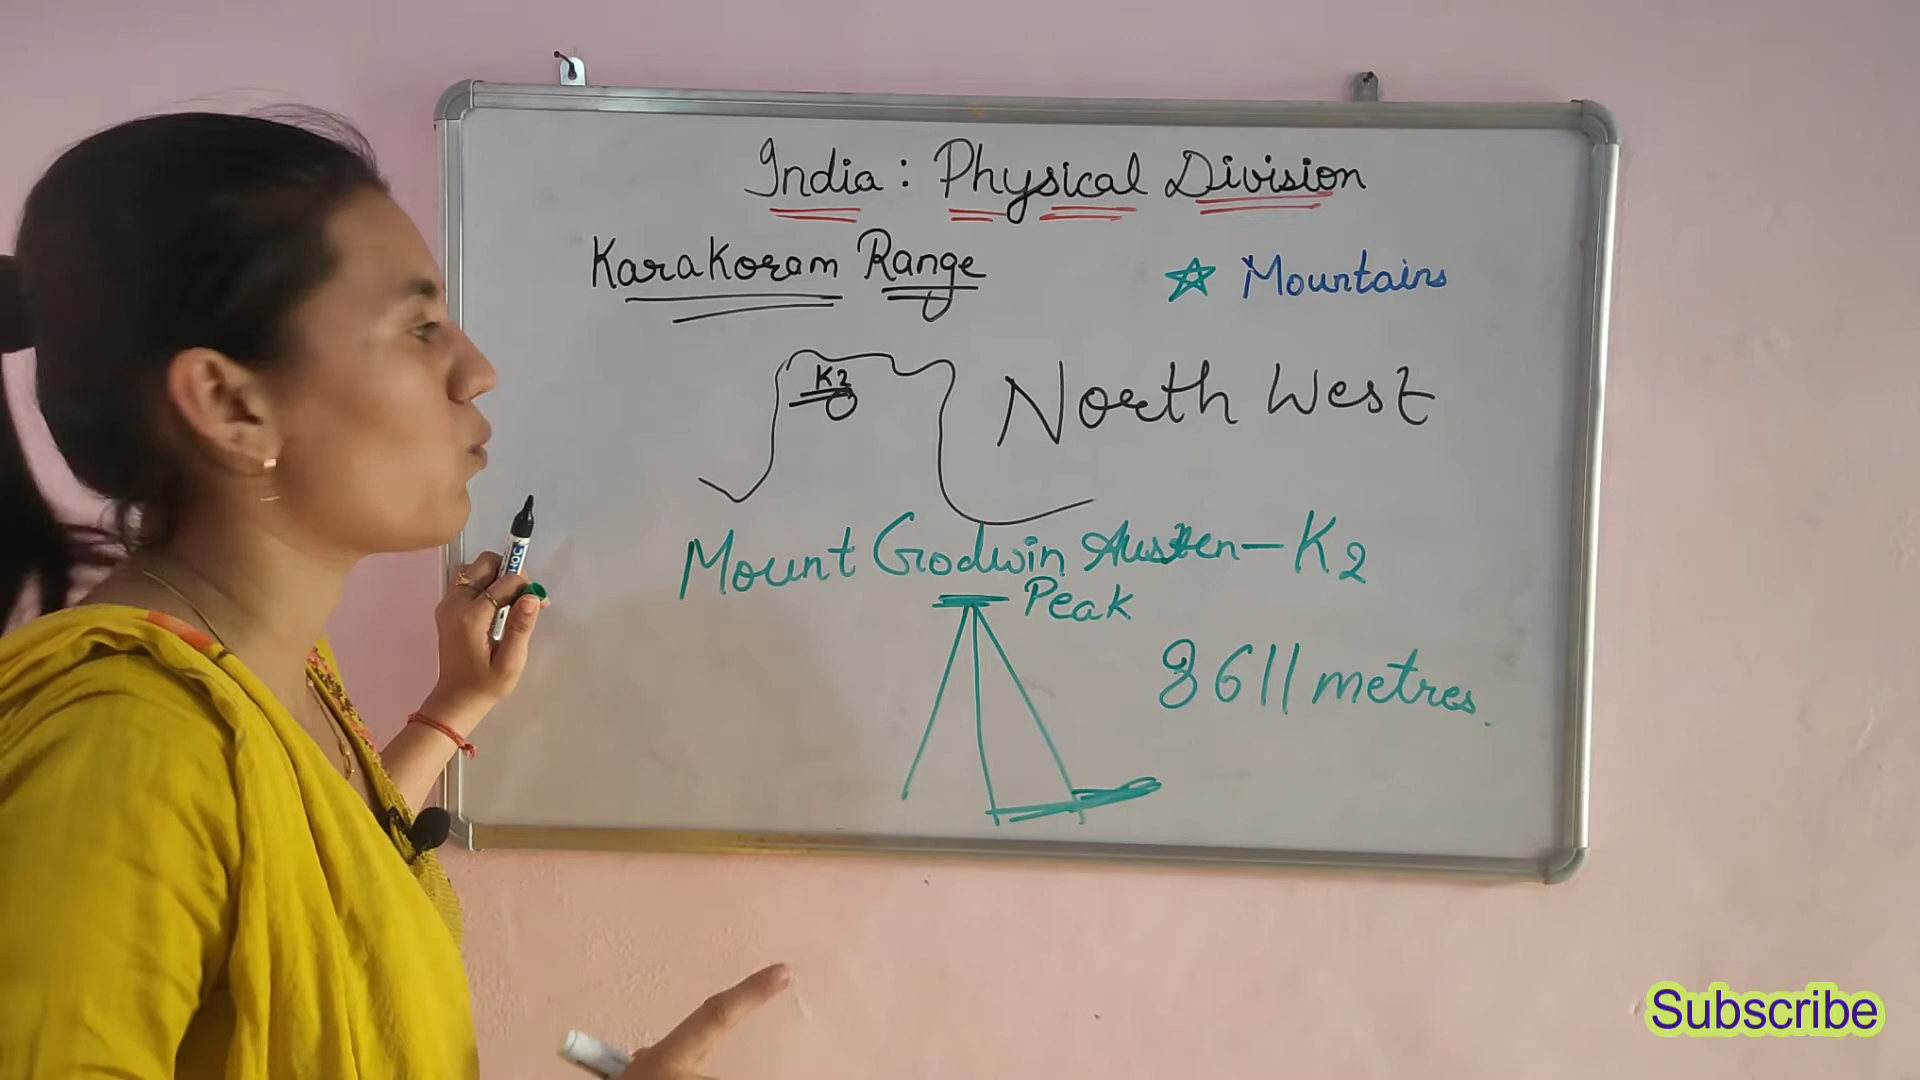 India : Physical Division
Karakoram Range
☆ Mountains
K2
North West
Mount Godwin Austen - K2
Peak
8611 metres.
Subscribe